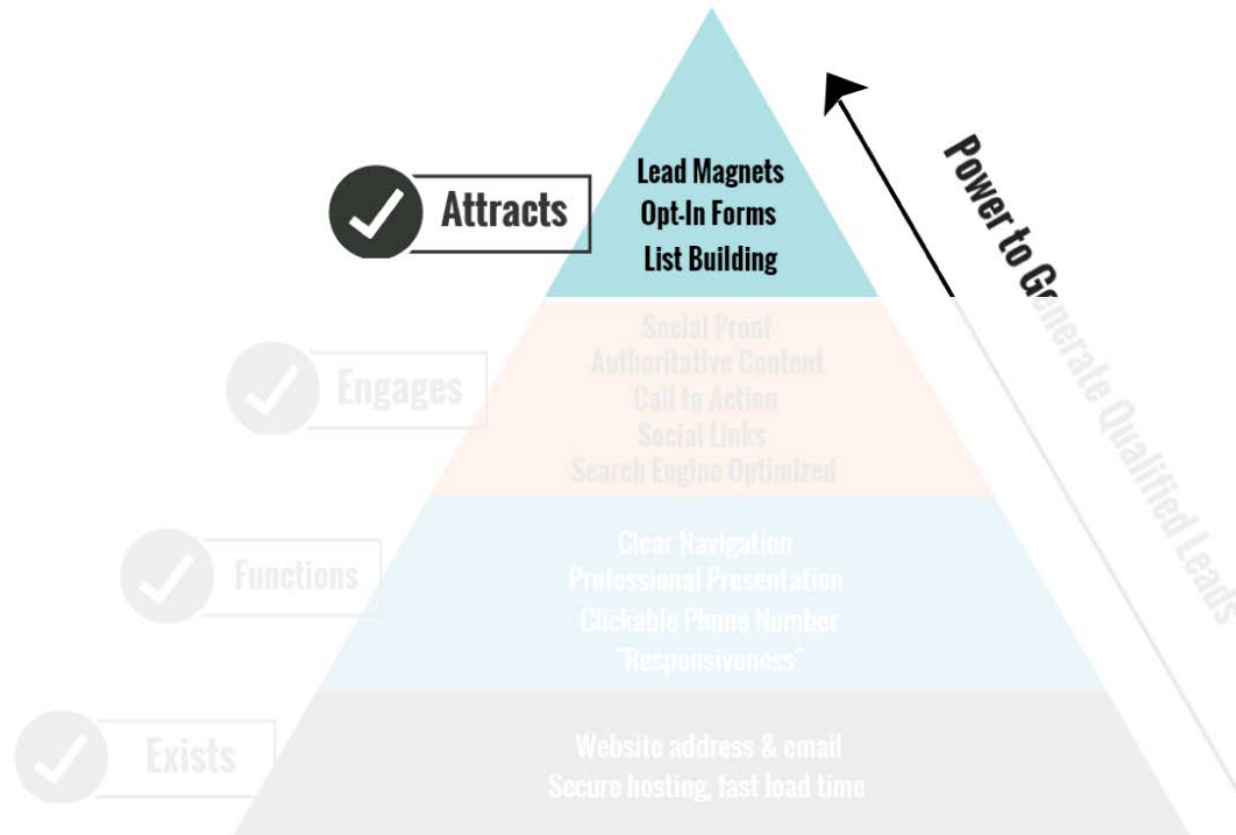 Attracts
Lead Magnets
Opt-In Forms
List Building
Power to Generate Qualified Leads
Engages
Social Proof
Authoritative Content
Call to Action
Social Links
Search Engine Optimized
Functions
Clear Navigation
Professional Presentation
Clickable Phone Number
"Responsiveness"
Exists
Website address & email
Secure hosting, fast load time